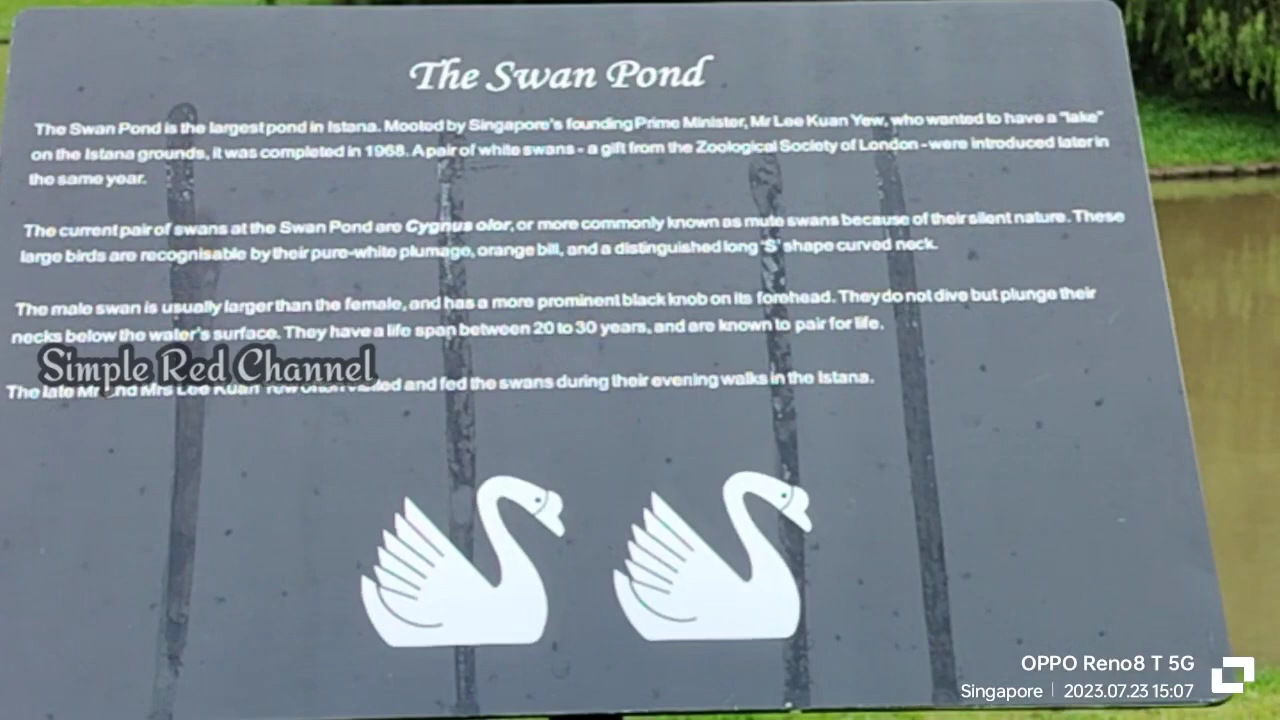 The Swan Pond
The Swan Pond is the largest pond in Istana. Mooted by Singapore's founding Prime Minister, Mr Lee Kuan Yew, who wanted to have a "lake"
on the Istana grounds, it was completed in 1968. A pair of white swans - a gift from the Zoological Society of London - were introduced later in
the same year.
The current pair of swans at the Swan Pond are Cygnus olor, or more commonly known as mute swans because of their silent nature. These
large birds are recognisable by their pure-white plumage, orange bill, and a distinguished long 'S' shape curved neck.
The male swan is usually larger than the female, and has a more prominent black knob on its forehead. They do not dive but plunge their
necks below the water's surface. They have a life span between 20 to 30 years, and are known to pair for life.
Simple Red Channel
The late Mr and Mrs Lee Kuan Yew often visited and fed the swans during their evening walks in the Istana.
OPPO Reno8 T 5G
Singapore | 2023.07.23 15:07